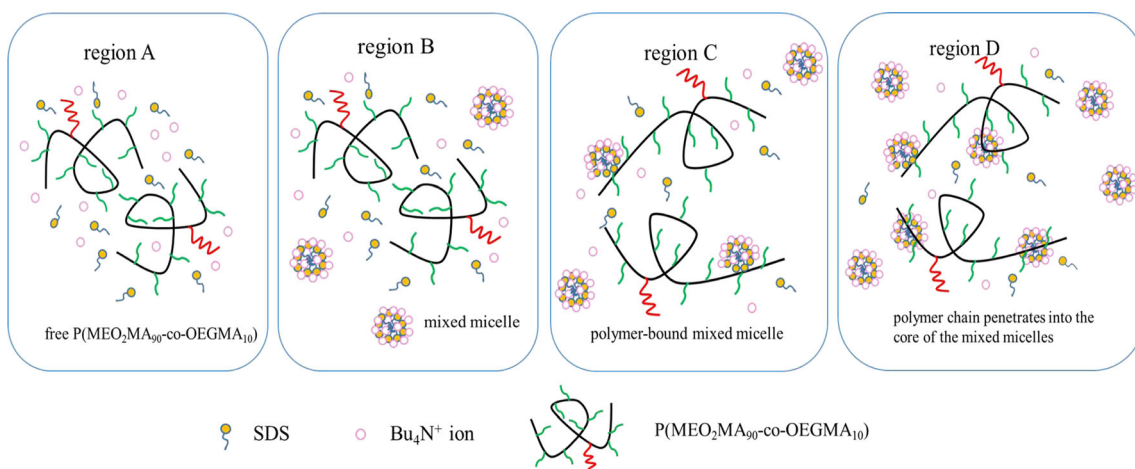 region A
region B
region C
region D
free P(MEO₂MA₉₀-co-OEGMA₁₀)
mixed micelle
polymer-bound mixed micelle
polymer chain penetrates into the
core of the mixed micelles
SDS
Bu₄N⁺ ion
P(MEO₂MA₉₀-co-OEGMA₁₀)